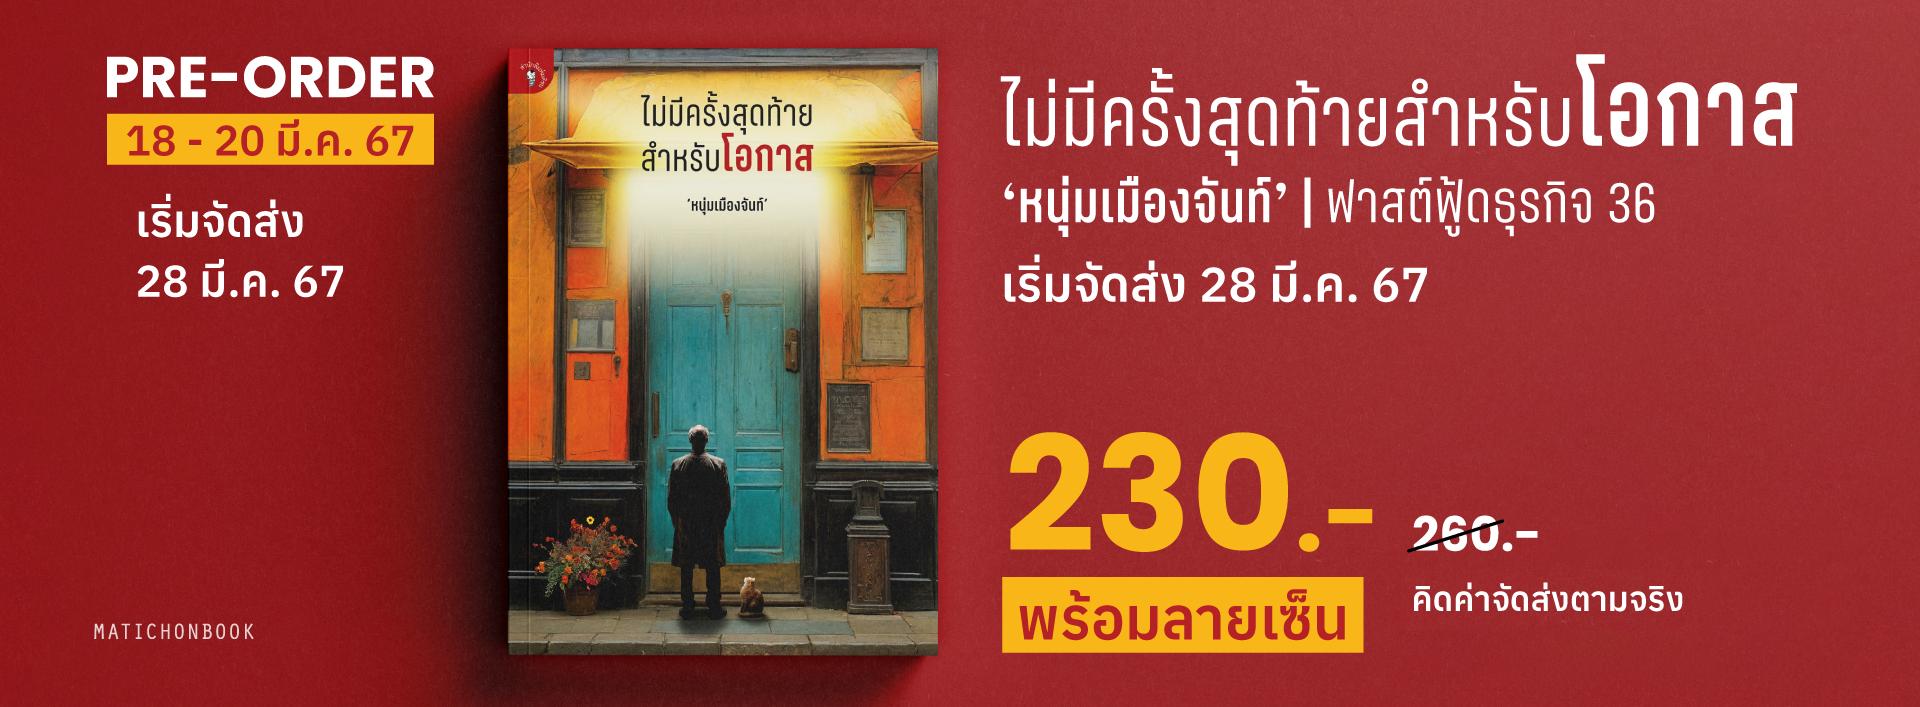 PRE-ORDER
18 - 20 มี.ค. 67
เริ่มจัดส่ง
28 มี.ค. 67
MATICHONBOOK
ไม่มีครั้งสุดท้าย
สำหรับโอกาส
‘หนุ่มเมืองจันท์’
ไม่มีครั้งสุดท้ายสำหรับโอกาส
‘หนุ่มเมืองจันท์’ | ฟาสต์ฟู้ดธุรกิจ 36
เริ่มจัดส่ง 28 มี.ค. 67
230.-
260.-
พร้อมลายเซ็น
คิดค่าจัดส่งตามจริง